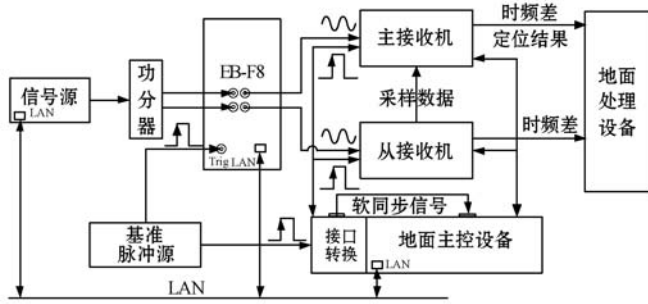 信号源
LAN
功
分
器
EB-F8
Trig
LAN
主接收机
采样数据
从接收机
时频差
定位结果
时频差
地面
处理
设备
基准
脉冲源
软同步信号
接口
转换
地面主控设备
LAN
LAN